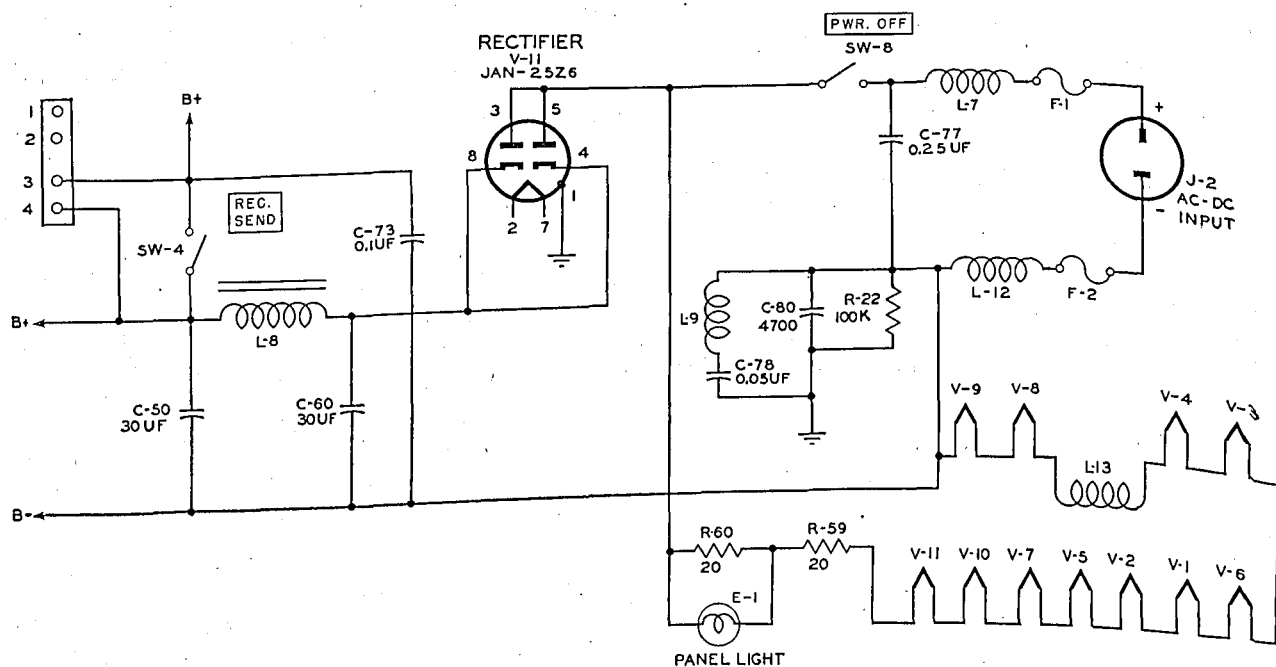 PWR. OFF
SW-8
RECTIFIER
V-11
JAN-25Z6
3
5
8
4
1
2
7
1
2
3
4
B+
REC.
SEND
SW-4
C-73
0.1UF
L-7
F-1
C-77
0.25UF
+
-
J-2
AC-DC
INPUT
L-12
F-2
L-9
C-80
4700
R-22
100K
C-78
0.05UF
B+
L-8
C-50
30UF
C-60
30UF
B-
V-9
V-8
V-4
V-3
L-13
R-60
20
R-59
20
E-1
PANEL LIGHT
V-11
V-10
V-7
V-5
V-2
V-1
V-6